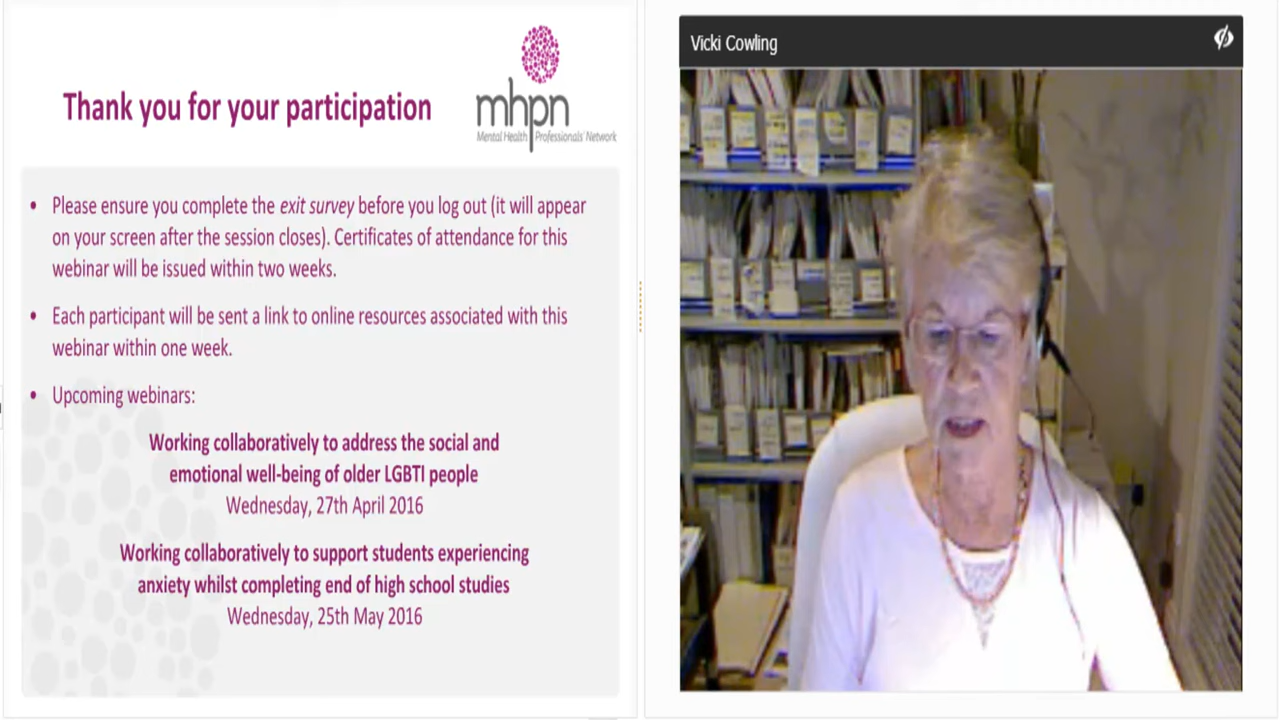 Thank you for your participation
mhpn
Mental Health Professionals' Network
• Please ensure you complete the exit survey before you log out (it will appear
on your screen after the session closes). Certificates of attendance for this
webinar will be issued within two weeks.
• Each participant will be sent a link to online resources associated with this
webinar within one week.
• Upcoming webinars:
Working collaboratively to address the social and
emotional well-being of older LGBTI people
Wednesday, 27th April 2016
Working collaboratively to support students experiencing
anxiety whilst completing end of high school studies
Wednesday, 25th May 2016
Vicki Cowling